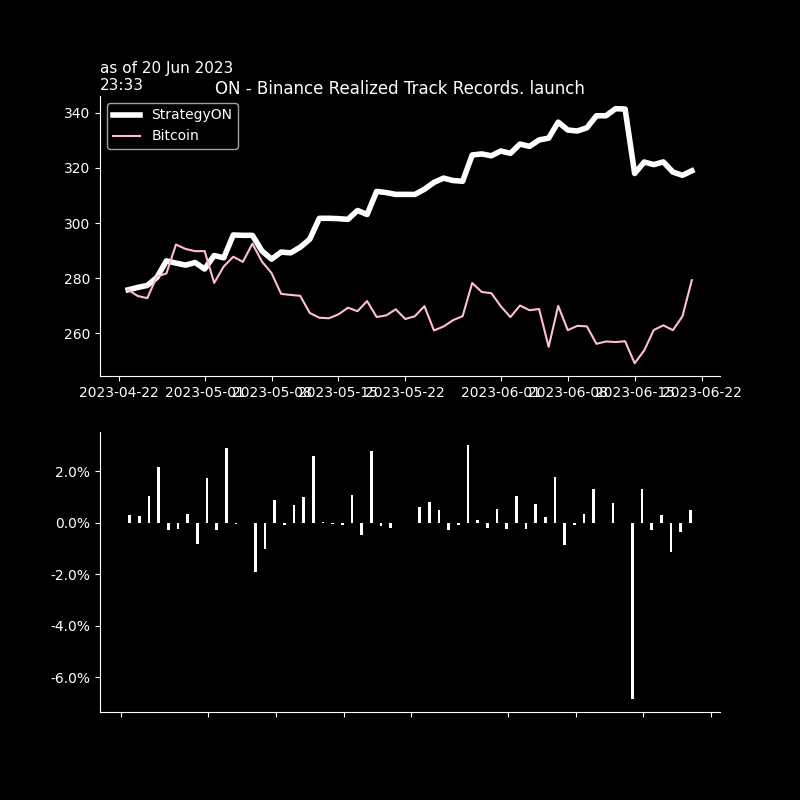 as of 20 Jun 2023
23:33
ON - Binance Realized Track Records. launch
StrategyON
Bitcoin
340
320
300
280
260
2023-04-22 2023-05-01 2023-05-08 2023-05-15 2023-05-22 2023-06-01 2023-06-08 2023-06-15 2023-06-22
2.0%
0.0%
-2.0%
-4.0%
-6.0%